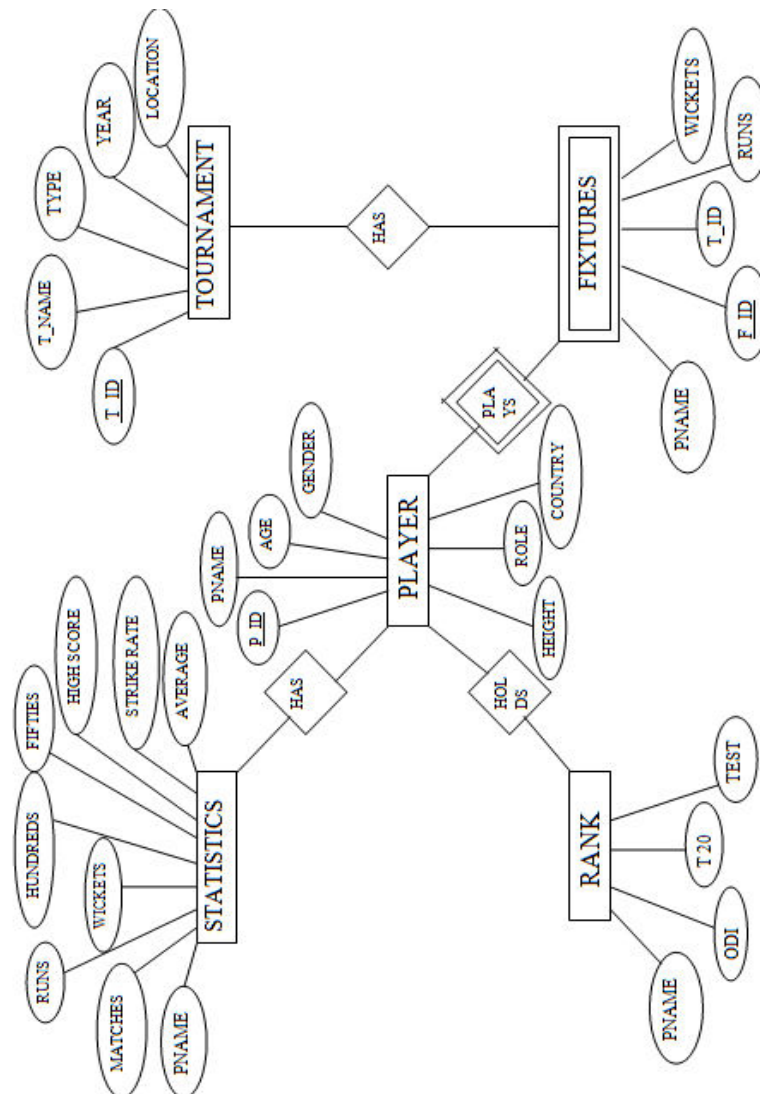 RUNS
HUNDREDS
FIFTIES
HIGH SCORE
MATCHES
WICKETS
STRIKE RATE
PNAME
AVERAGE
STATISTICS
HAS
PNAME
AGE
P_ID
GENDER
PLAYER
HEIGHT
ROLE
COUNTRY
T_NAME
TYPE
YEAR
LOCATION
T_ID
TOURNAMENT
HAS
HOL
DS
PLA
YS
RANK
PNAME
ODI
T 20
TEST
FIXTURES
PNAME
F_ID
T_ID
RUNS
WICKETS